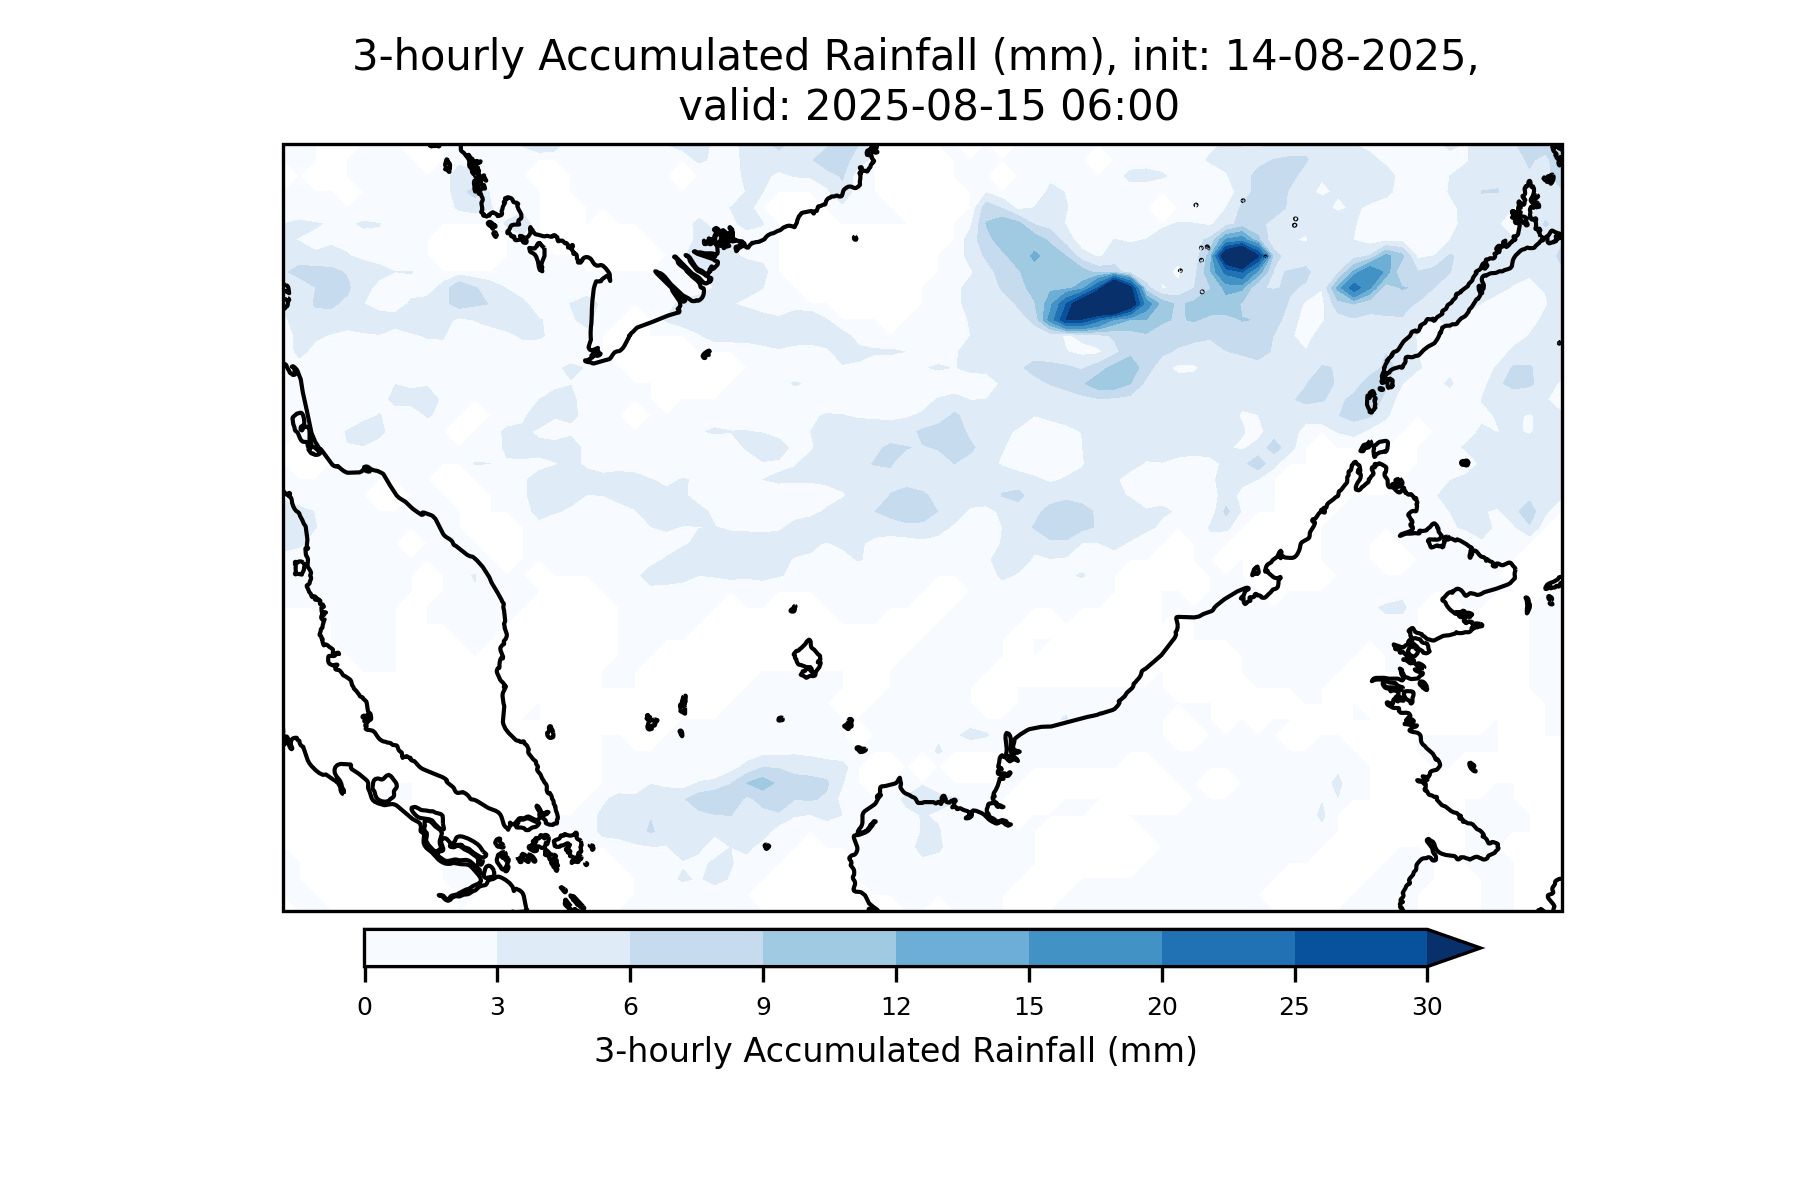 3-hourly Accumulated Rainfall (mm), init: 14-08-2025,
valid: 2025-08-15 06:00
0 3 6 9 12 15 20 25 30
3-hourly Accumulated Rainfall (mm)